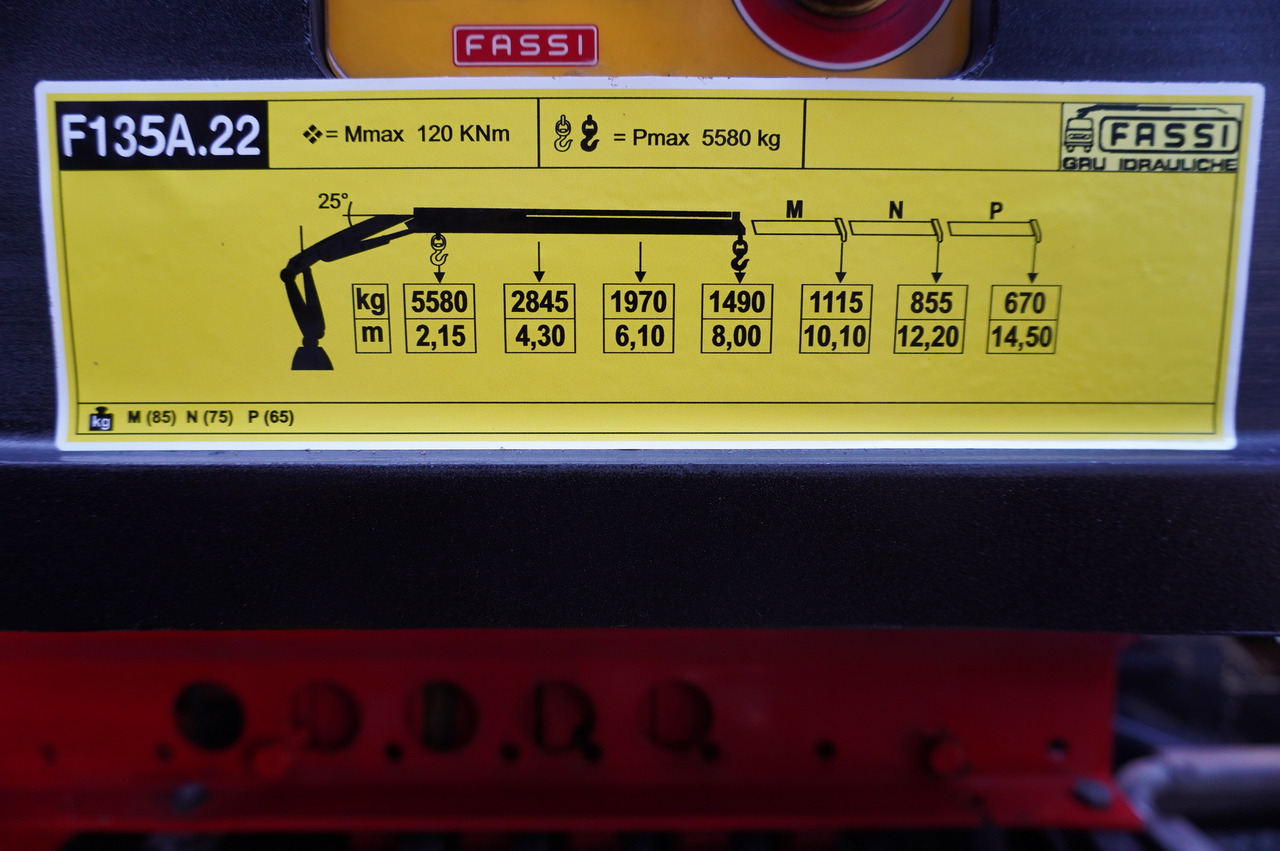 FASSI
F135A.22
❖= Mmax 120 KNm
= Pmax 5580 kg
FASSI
GRU IDRAULICHE
25°
M N P
kg 5580 2845 1970 1490 1115 855 670
m 2,15 4,30 6,10 8,00 10,10 12,20 14,50
kg M (85) N (75) P (65)